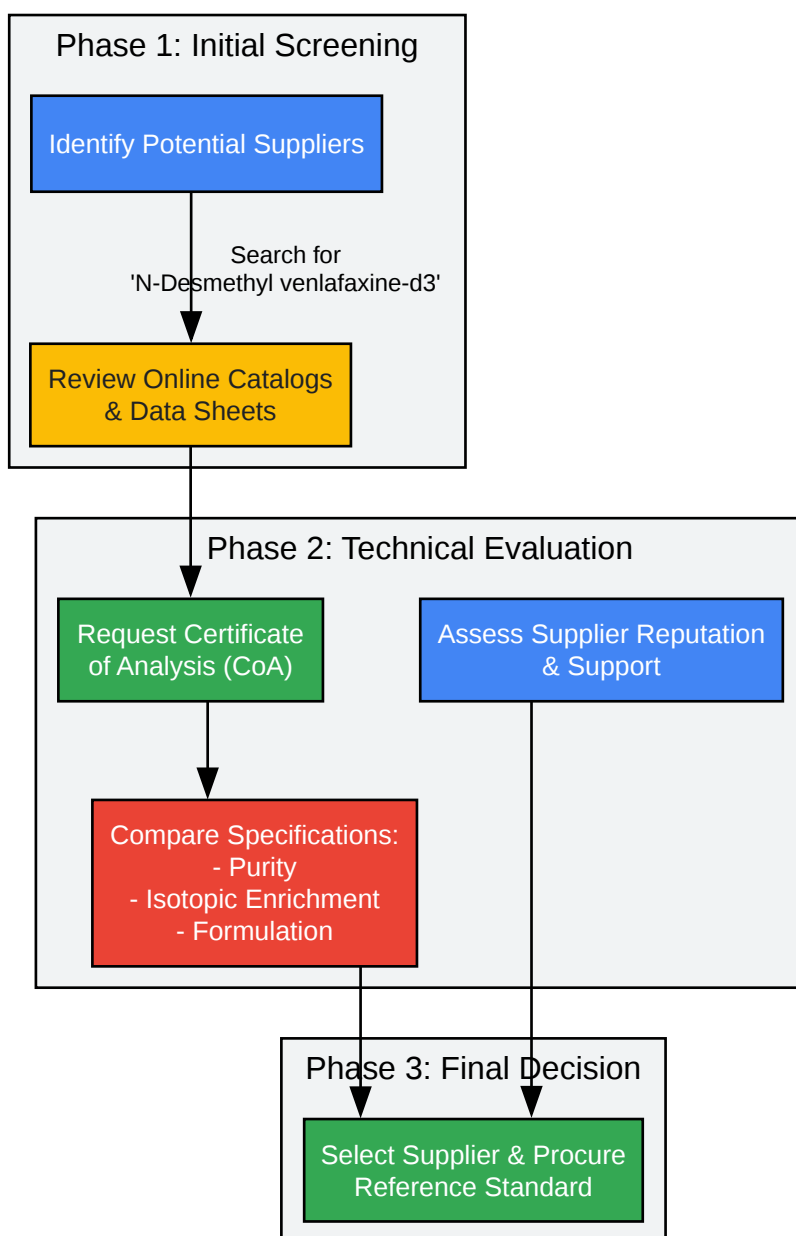 Phase 1: Initial Screening
Identify Potential Suppliers
Search for
'N-Desmethyl venlafaxine-d3'
Review Online Catalogs
& Data Sheets
Phase 2: Technical Evaluation
Request Certificate
of Analysis (CoA)
Assess Supplier Reputation
& Support
Compare Specifications:
- Purity
- Isotopic Enrichment
- Formulation
Phase 3: Final Decision
Select Supplier & Procure
Reference Standard